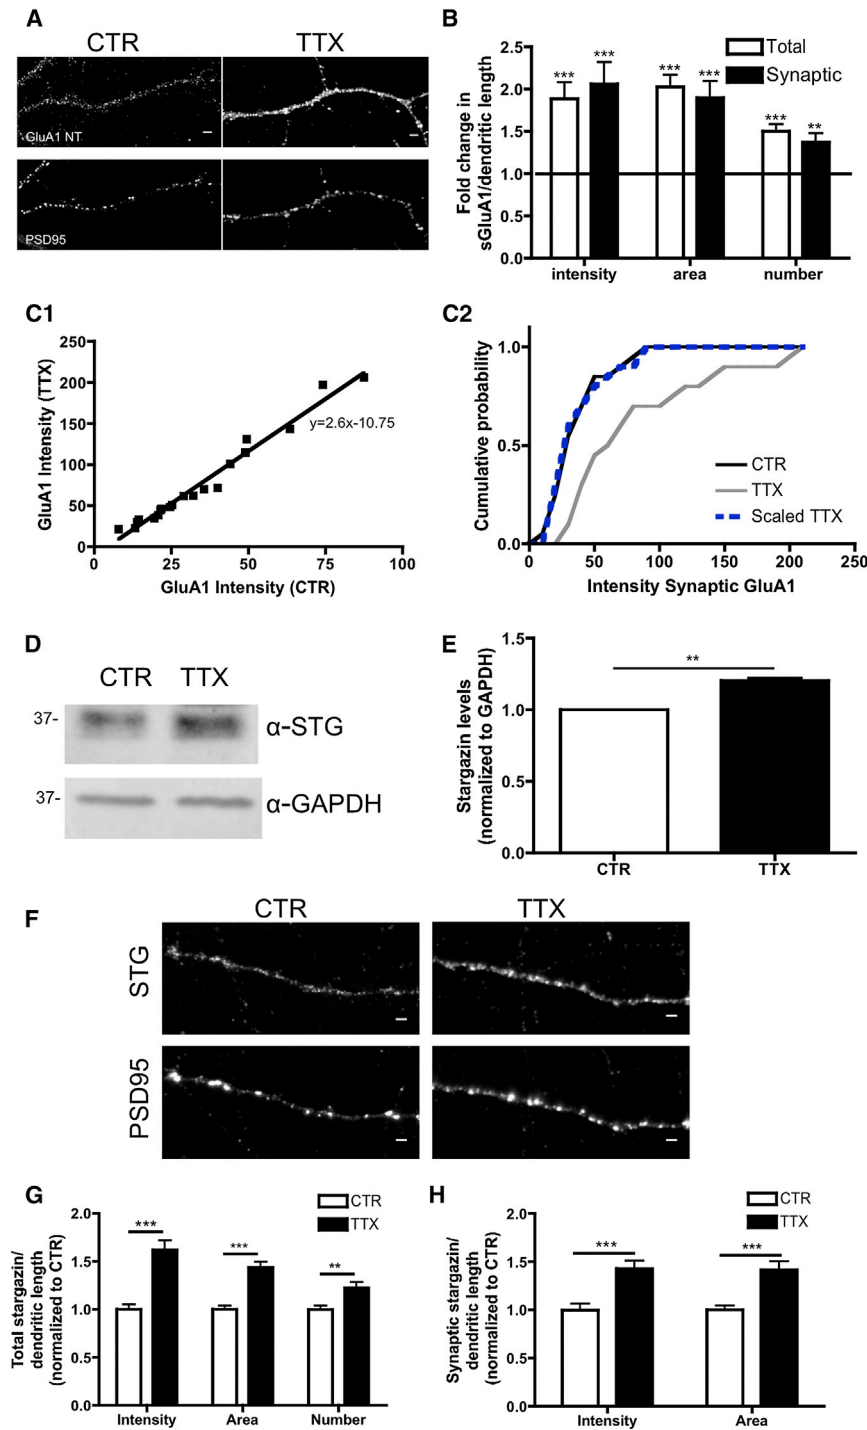 A
CTR
TTX
GluA1 NT
PSD95
B
Fold change in
sGluA1/dendritic length
2.5
2.0
1.5
1.0
0.5
0.0
Total
Synaptic
***
***
***
***
***
**
intensity
area
number
C1
GluA1 Intensity (TTX)
250
200
150
100
50
0
y=2.6x-10.75
0
25
50
75
100
GluA1 Intensity (CTR)
C2
Cumulative probability
1.0
0.5
0.0
CTR
TTX
Scaled TTX
0
50
100
150
200
250
Intensity Synaptic GluA1
D
CTR
TTX
37-
α-STG
37-
α-GAPDH
E
Stargazin levels
(normalized to GAPDH)
1.5
1.0
0.5
0.0
**
CTR
TTX
F
CTR
TTX
STG
PSD95
G
Total stargazin/
dendritic length
(normalized to CTR)
2.0
1.5
1.0
0.5
0.0
CTR
TTX
***
***
**
Intensity
Area
Number
H
Synaptic stargazin/
dendritic length
(normalized to CTR)
2.0
1.5
1.0
0.5
0.0
CTR
TTX
***
***
Intensity
Area